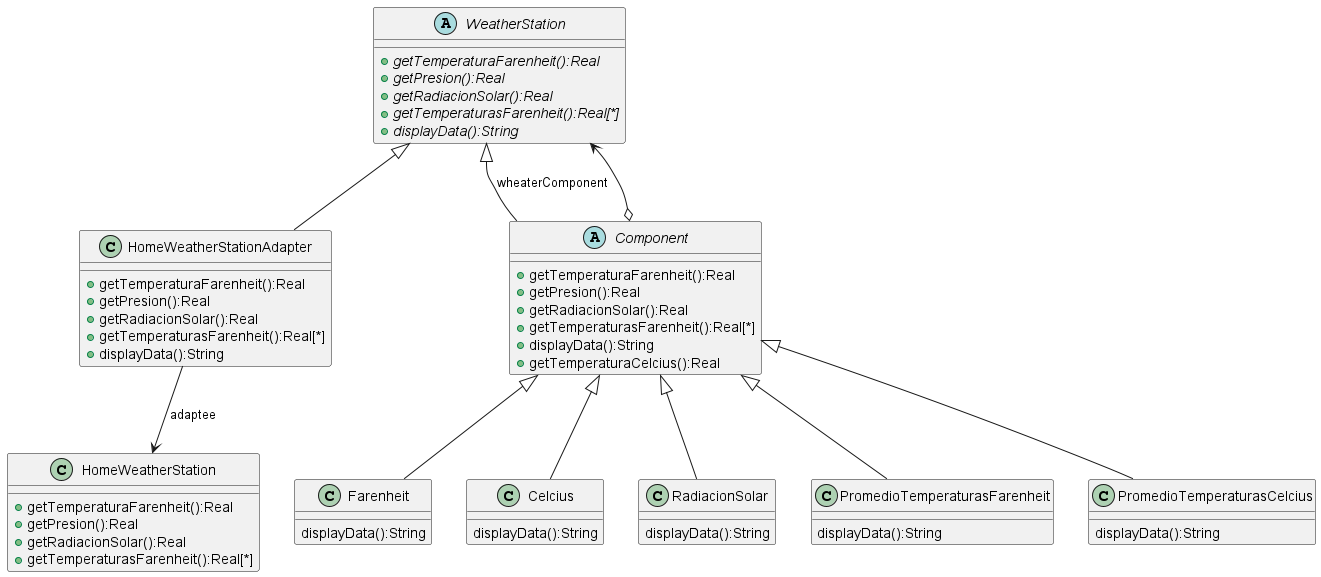 A WeatherStation
getTemperaturaFarenheit():Real
getPresion():Real
getRadiacionSolar():Real
getTemperaturasFarenheit():Real[*]
displayData():String
wheaterComponent
C HomeWeatherStationAdapter
getTemperaturaFarenheit():Real
getPresion():Real
getRadiacionSolar():Real
getTemperaturasFarenheit():Real[*]
displayData():String
A Component
getTemperaturaFarenheit():Real
getPresion():Real
getRadiacionSolar():Real
getTemperaturasFarenheit():Real[*]
displayData():String
getTemperaturaCelcius():Real
adaptee
C HomeWeatherStation
getTemperaturaFarenheit():Real
getPresion():Real
getRadiacionSolar():Real
getTemperaturasFarenheit():Real[*]
C Farenheit
displayData():String
C Celcius
displayData():String
C RadiacionSolar
displayData():String
C PromedioTemperaturasFarenheit
displayData():String
C PromedioTemperaturasCelcius
displayData():String